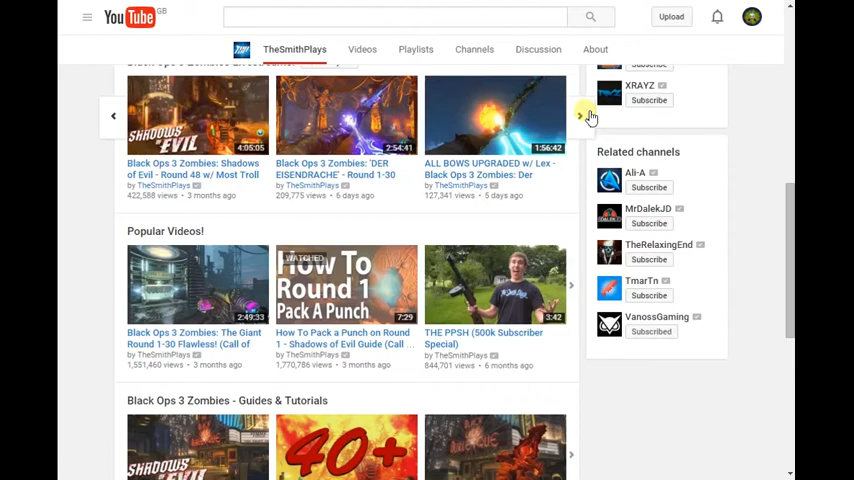 YouTube GB
Upload
TheSmithPlays Videos Playlists Channels Discussion About
Subscribe
XRAYZ
Subscribe
SHADOWS
OF EVIL
4:05:05
2:54:41
1:56:42
Black Ops 3 Zombies: Shadows
of Evil - Round 48 w/ Most Troll
by TheSmithPlays
422,588 views • 3 months ago
Black Ops 3 Zombies: 'DER
EISENDRACHE' - Round 1-30
by TheSmithPlays
209,775 views • 6 days ago
ALL BOWS UPGRADED w/ Lex -
Black Ops 3 Zombies: Der
by TheSmithPlays
127,341 views • 5 days ago
Popular Videos!
2:49:33
WATCHED
How To
Round 1
Pack A Punch
7:29
3:42
Black Ops 3 Zombies: The Giant
Round 1-30 Flawless! (Call of
by TheSmithPlays
1,551,460 views • 3 months ago
How To Pack a Punch on Round
1 - Shadows of Evil Guide (Call ...
by TheSmithPlays
1,770,786 views • 3 months ago
THE PPSH (500k Subscriber
Special)
by TheSmithPlays
844,701 views • 6 months ago
Black Ops 3 Zombies - Guides & Tutorials
SHADOWS
40+
Related channels
Ali-A
Subscribe
MrDalekJD
Subscribe
TheRelaxingEnd
Subscribe
TmarTn
Subscribe
VanossGaming
Subscribed